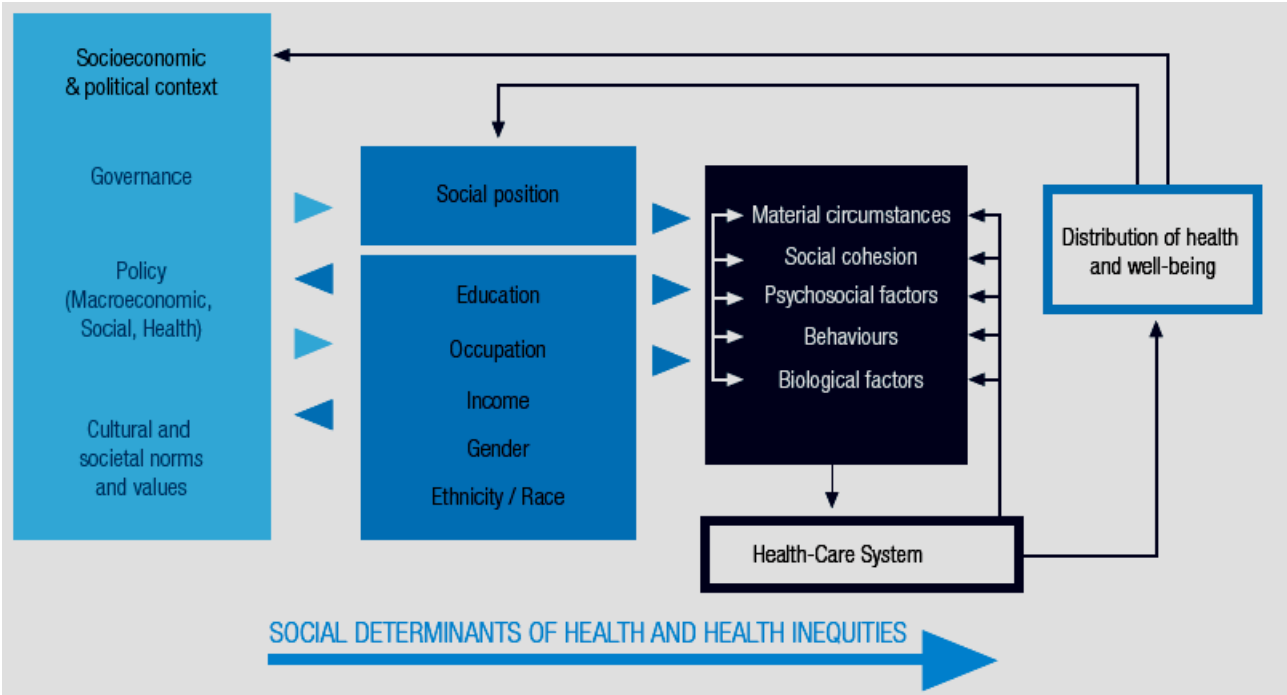 Socioeconomic
& political context
Governance
Policy
(Macroeconomic,
Social, Health)
Cultural and
societal norms
and values
Social position
Education
Occupation
Income
Gender
Ethnicity / Race
Material circumstances
Social cohesion
Psychosocial factors
Behaviours
Biological factors
Health-Care System
Distribution of health
and well-being
SOCIAL DETERMINANTS OF HEALTH AND HEALTH INEQUITIES